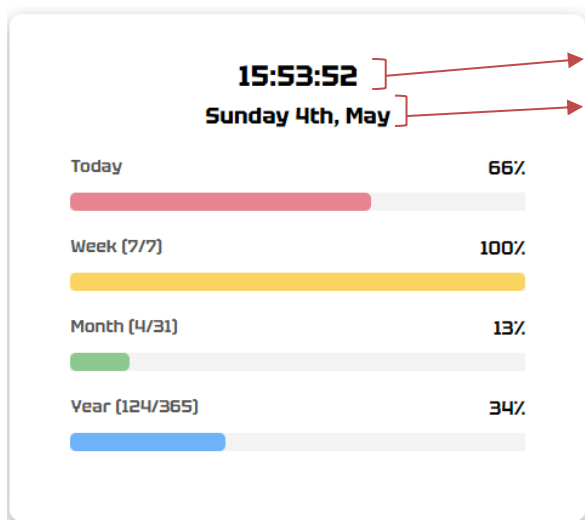 15:53:52
Sunday 4th, May
Today 66%
Week (7/7) 100%
Month (4/31) 13%
Year (124/365) 34%